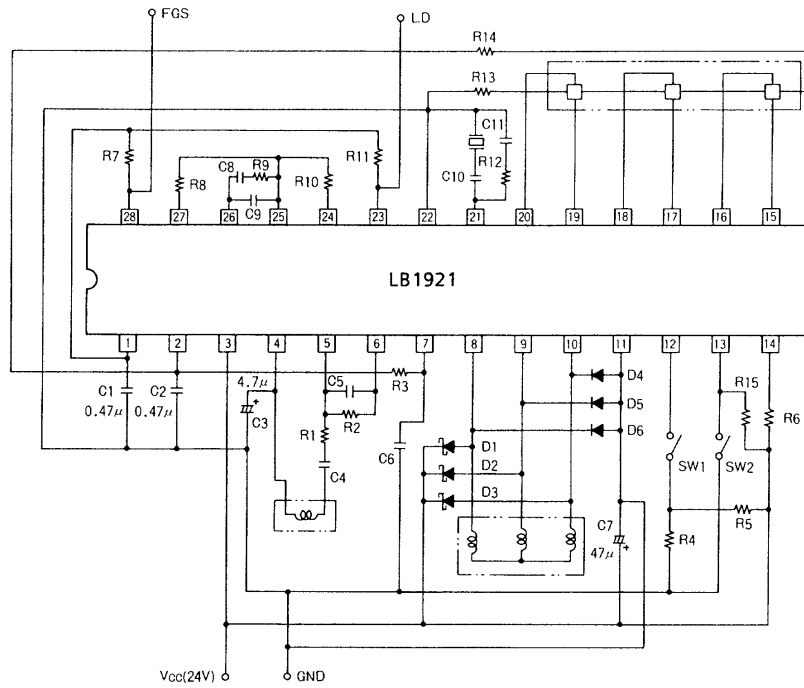 FGS LD
R14
R13
C11
R7 R11
C8 R9 R12
R8 R10 C10
C9
28 27 26 25 24 23 22 21 20 19 18 17 16 15
LB1921
1 2 3 4 5 6 7 8 9 10 11 12 13 14
4.7μ C5 R3 D4
C1 C2 R15
0.47μ 0.47μ C3 R2 D5 R6
R1 D6
C6 D1
C4 D2 SW1 SW2
D3
C7 R5
47μ R4
Vcc(24V) GND